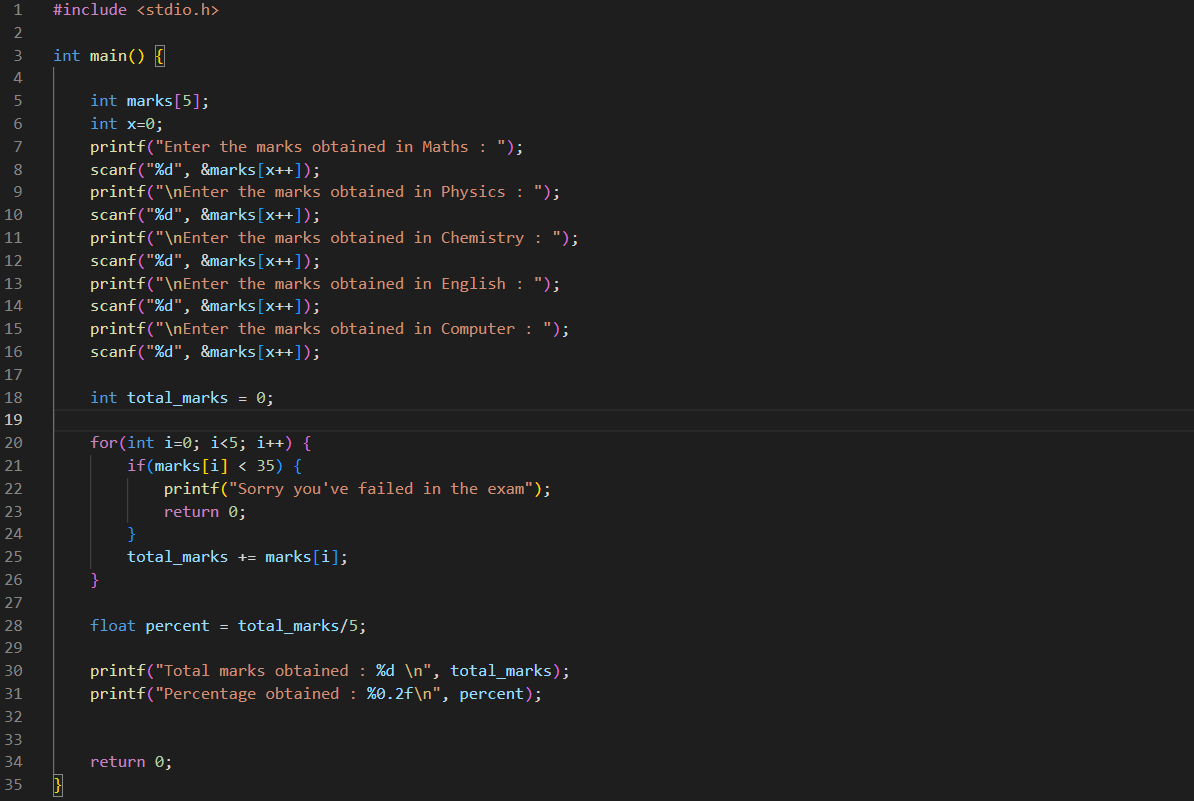 1 #include <stdio.h>
2
3 int main() {
4
5     int marks[5];
6     int x=0;
7     printf("Enter the marks obtained in Maths : ");
8     scanf("%d", &marks[x++]);
9     printf("\nEnter the marks obtained in Physics : ");
10     scanf("%d", &marks[x++]);
11     printf("\nEnter the marks obtained in Chemistry : ");
12     scanf("%d", &marks[x++]);
13     printf("\nEnter the marks obtained in English : ");
14     scanf("%d", &marks[x++]);
15     printf("\nEnter the marks obtained in Computer : ");
16     scanf("%d", &marks[x++]);
17
18     int total_marks = 0;
19
20     for(int i=0; i<5; i++) {
21         if(marks[i] < 35) {
22             printf("Sorry you've failed in the exam");
23             return 0;
24         }
25         total_marks += marks[i];
26     }
27
28     float percent = total_marks/5;
29
30     printf("Total marks obtained : %d \n", total_marks);
31     printf("Percentage obtained : %0.2f\n", percent);
32
33
34     return 0;
35 }